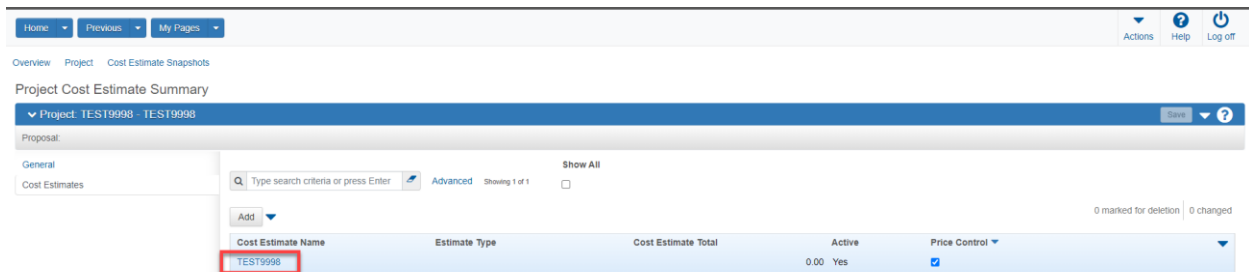 Home Previous My Pages Actions Help Log off
Overview Project Cost Estimate Snapshots
Project Cost Estimate Summary
Project: TEST9998 - TEST9998 Save
Proposal:
General
Cost Estimates
Show All
Type search criteria or press Enter Advanced Showing 1 of 1
Add 0 marked for deletion 0 changed
Cost Estimate Name Estimate Type Cost Estimate Total Active Price Control
TEST9998 0.00 Yes